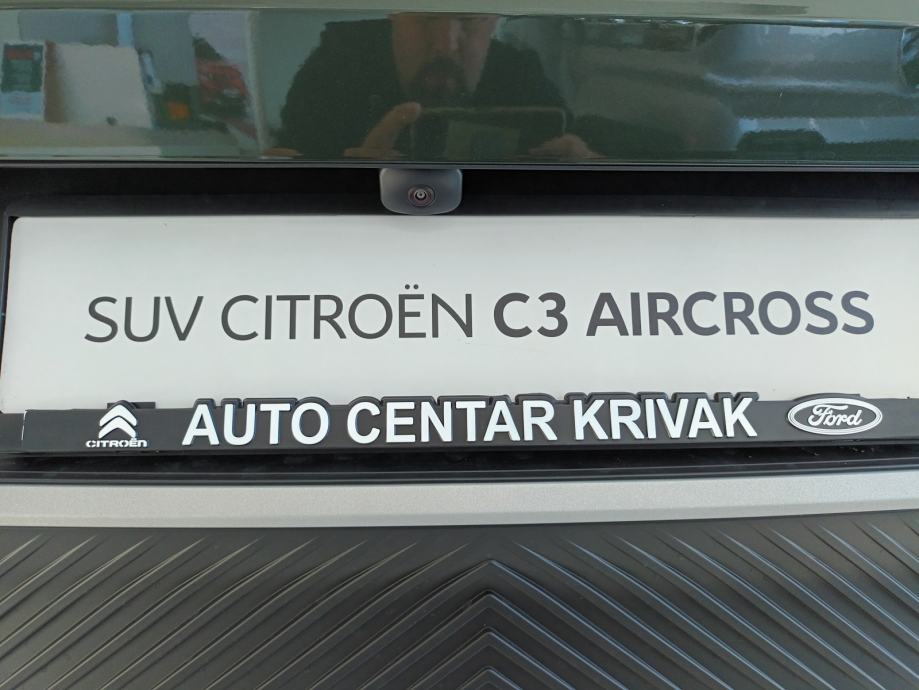 SUV CITROËN C3 AIRCROSS
CITROËN AUTO CENTAR KRIVAK Ford